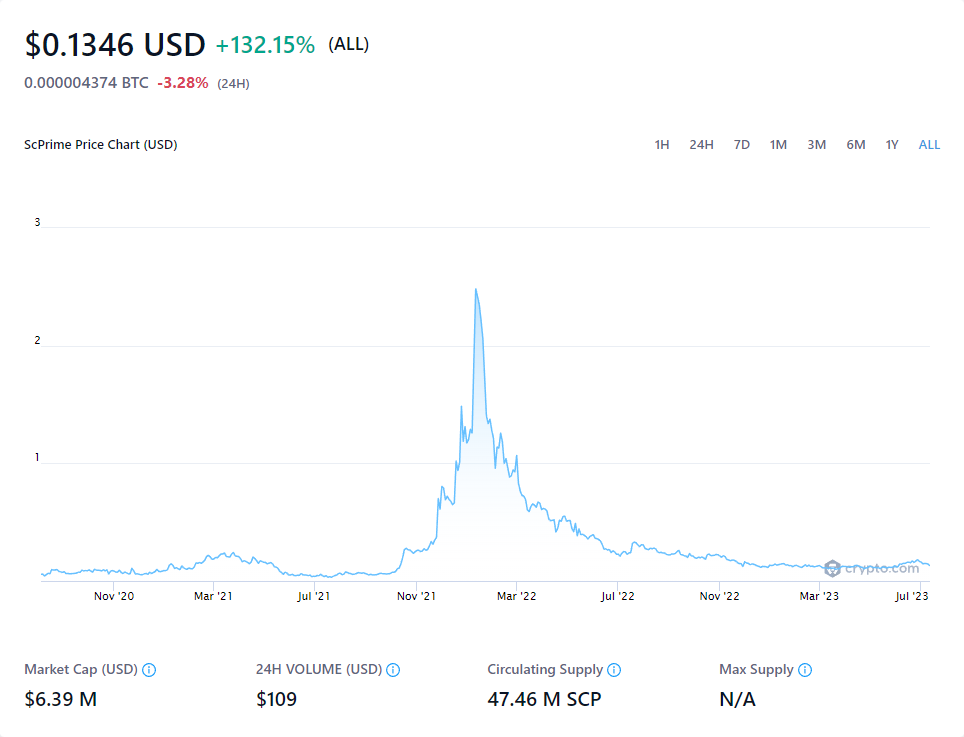 $0.1346 USD +132.15% (ALL)
0.000004374 BTC -3.28% (24H)
ScPrime Price Chart (USD) 1H 24H 7D 1M 3M 6M 1Y ALL
3
2
1
crypto.com
Nov '20 Mar '21 Jul '21 Nov '21 Mar '22 Jul '22 Nov '22 Mar '23 Jul '23
Market Cap (USD) 24H VOLUME (USD) Circulating Supply Max Supply
$6.39 M $109 47.46 M SCP N/A